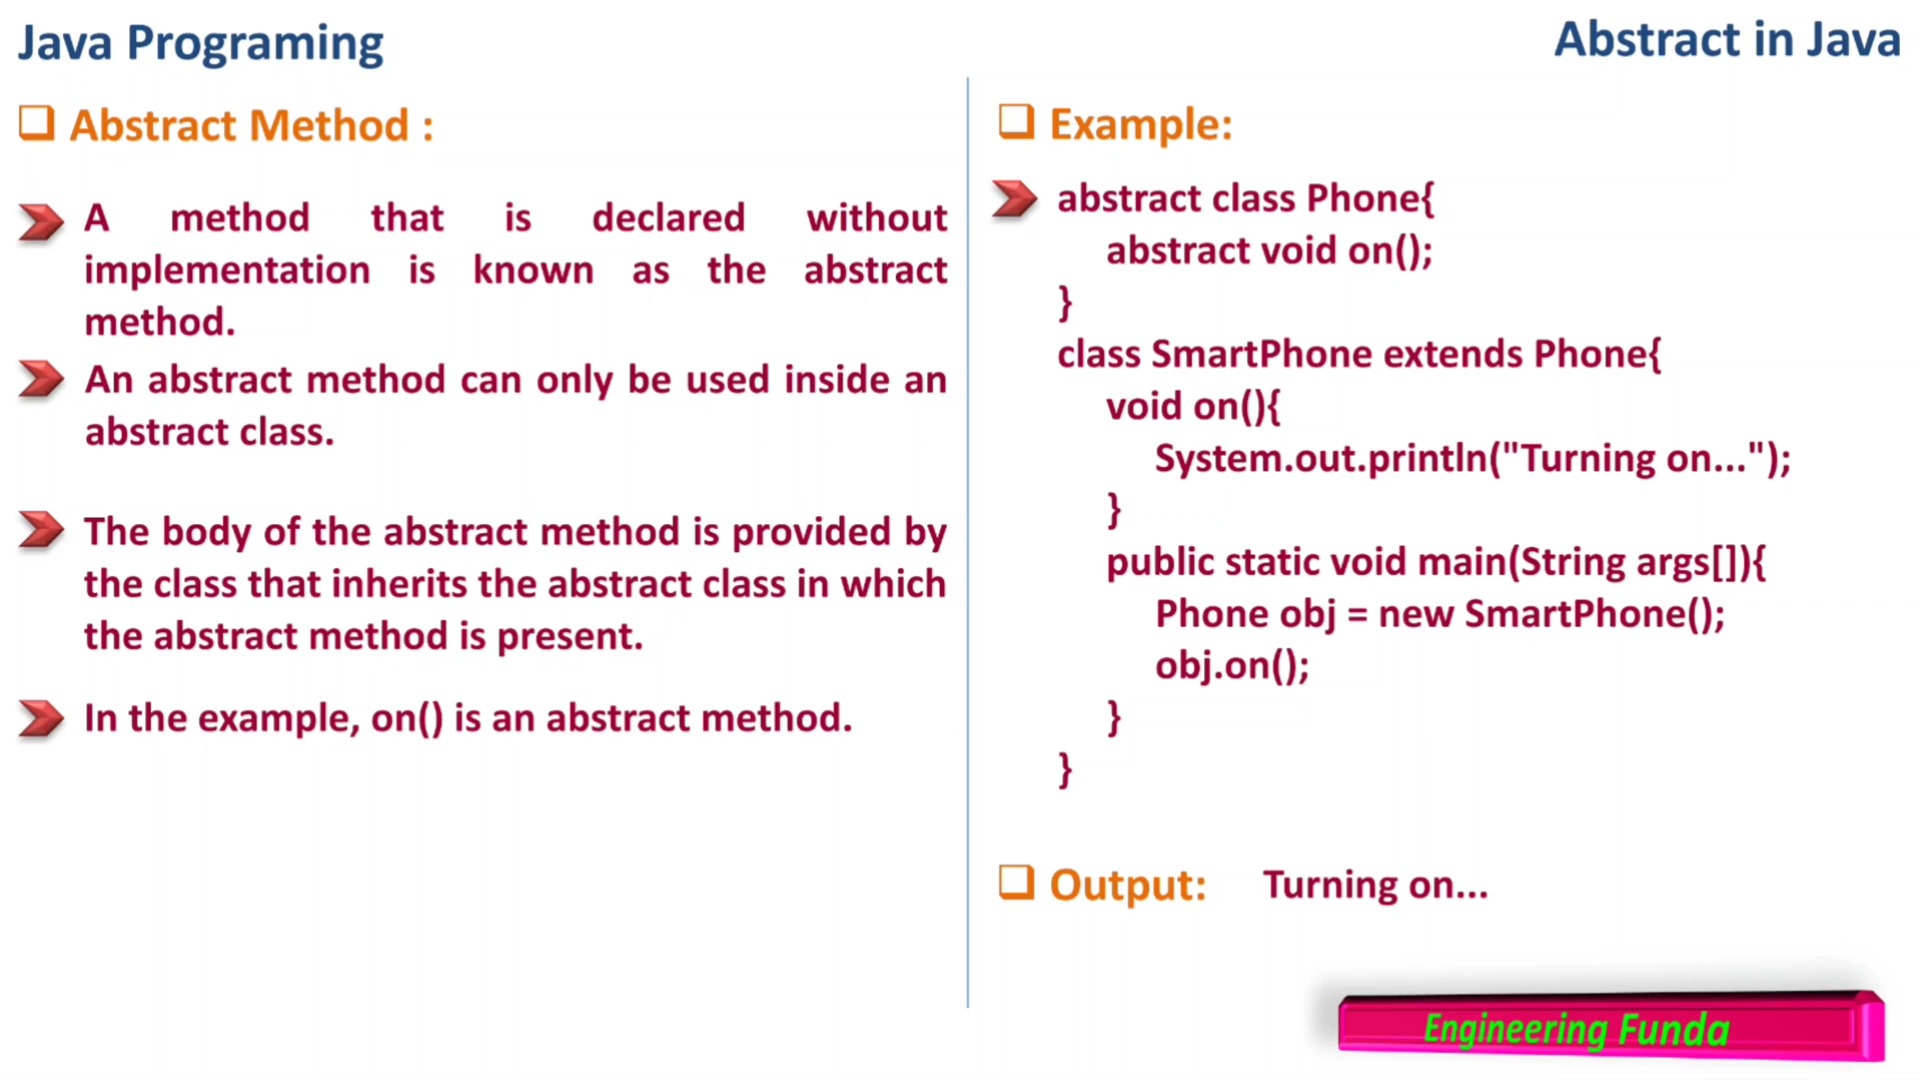 Java Programing
Abstract in Java
Abstract Method :
A method that is declared without
implementation is known as the abstract
method.
An abstract method can only be used inside an
abstract class.
The body of the abstract method is provided by
the class that inherits the abstract class in which
the abstract method is present.
In the example, on() is an abstract method.
Example:
abstract class Phone{
abstract void on();
}
class SmartPhone extends Phone{
void on(){
System.out.println("Turning on...");
}
public static void main(String args[]){
Phone obj = new SmartPhone();
obj.on();
}
}
Output: Turning on...
Engineering Funda